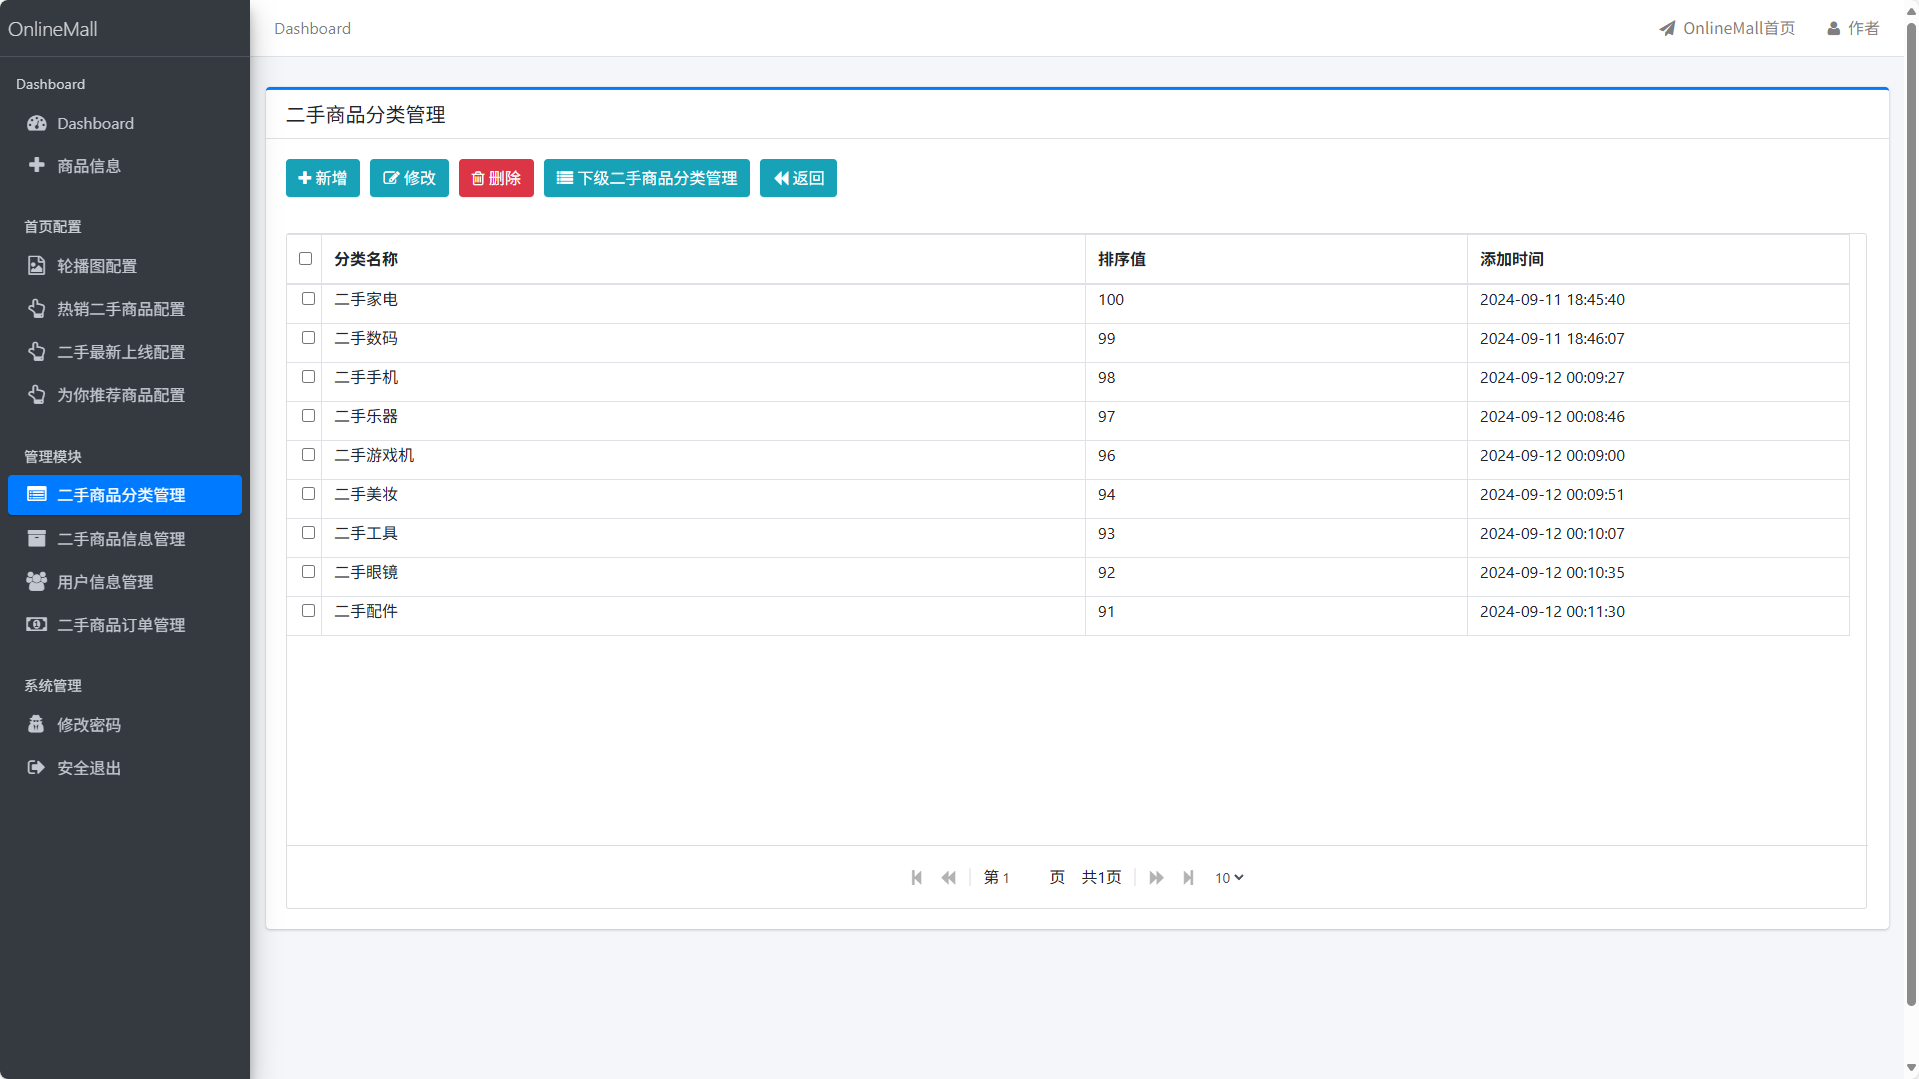 OnlineMall
Dashboard
OnlineMall首页
作者
Dashboard
Dashboard
商品信息
首页配置
轮播图配置
热销二手商品配置
二手最新上线配置
为你推荐商品配置
管理模块
二手商品分类管理
二手商品信息管理
用户信息管理
二手商品订单管理
系统管理
修改密码
安全退出
二手商品分类管理
新增 修改 删除 下级二手商品分类管理 返回
分类名称 排序值 添加时间
二手家电 100 2024-09-11 18:45:40
二手数码 99 2024-09-11 18:46:07
二手手机 98 2024-09-12 00:09:27
二手乐器 97 2024-09-12 00:08:46
二手游戏机 96 2024-09-12 00:09:00
二手美妆 94 2024-09-12 00:09:51
二手工具 93 2024-09-12 00:10:07
二手眼镜 92 2024-09-12 00:10:35
二手配件 91 2024-09-12 00:11:30
第 1 页 共1页 10